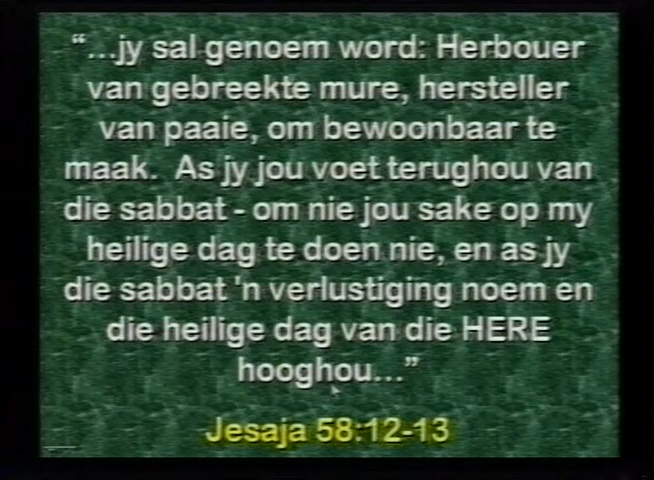 “...jy sal genoem word: Herbouer
van gebreekte mure, hersteller
van paaie, om bewoonbaar te
maak.  As jy jou voet terughou van
die sabbat - om nie jou sake op my
heilige dag te doen nie, en as jy
die sabbat 'n verlustiging noem en
die heilige dag van die HERE
hooghou...”
Jesaja 58:12-13